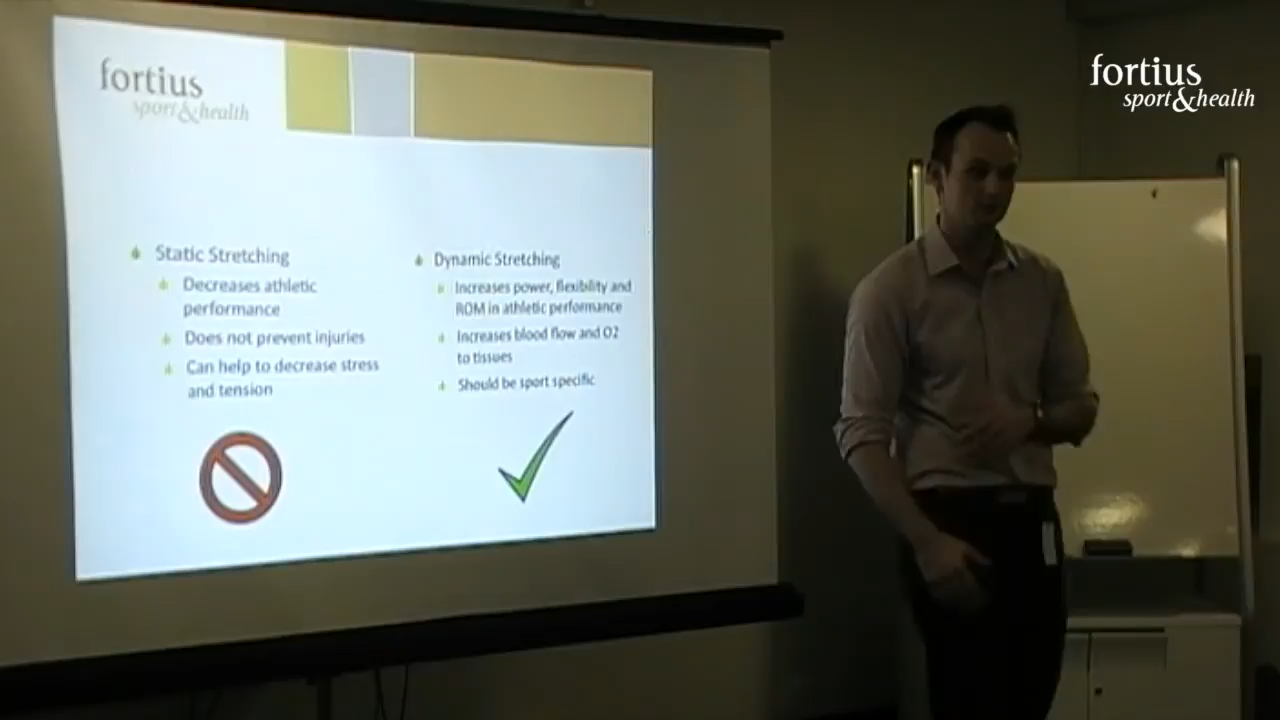 fortius
sport&health
Static Stretching
Decreases athletic
performance
Does not prevent injuries
Can help to decrease stress
and tension
Dynamic Stretching
Increases power, flexibility and
ROM in athletic performance
Increases blood flow and O2
to tissues
Should be sport specific
fortius
sport&health